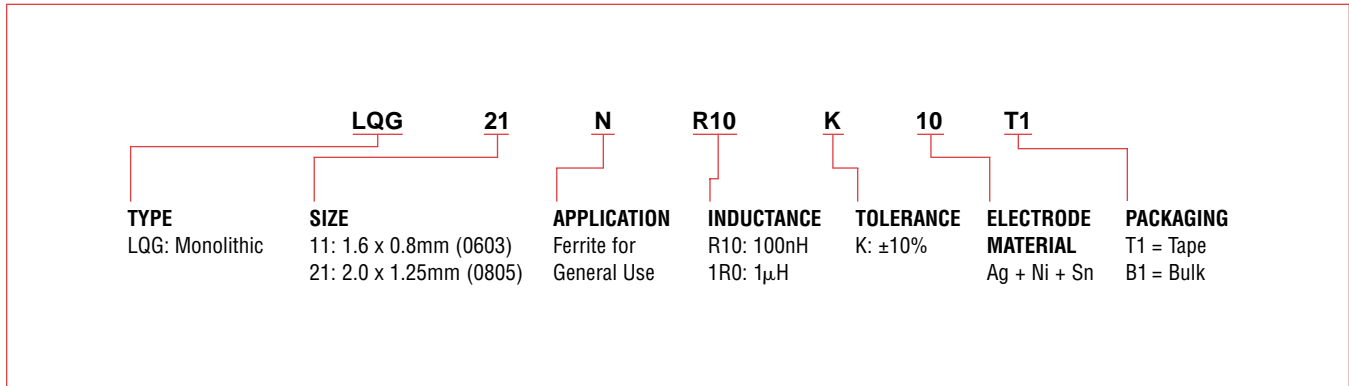 LQG 21 N R10 K 10 T1
TYPE
LQG: Monolithic
SIZE
11: 1.6 x 0.8mm (0603)
21: 2.0 x 1.25mm (0805)
APPLICATION
Ferrite for
General Use
INDUCTANCE
R10: 100nH
1R0: 1μH
TOLERANCE
K: ±10%
ELECTRODE
MATERIAL
Ag + Ni + Sn
PACKAGING
T1 = Tape
B1 = Bulk